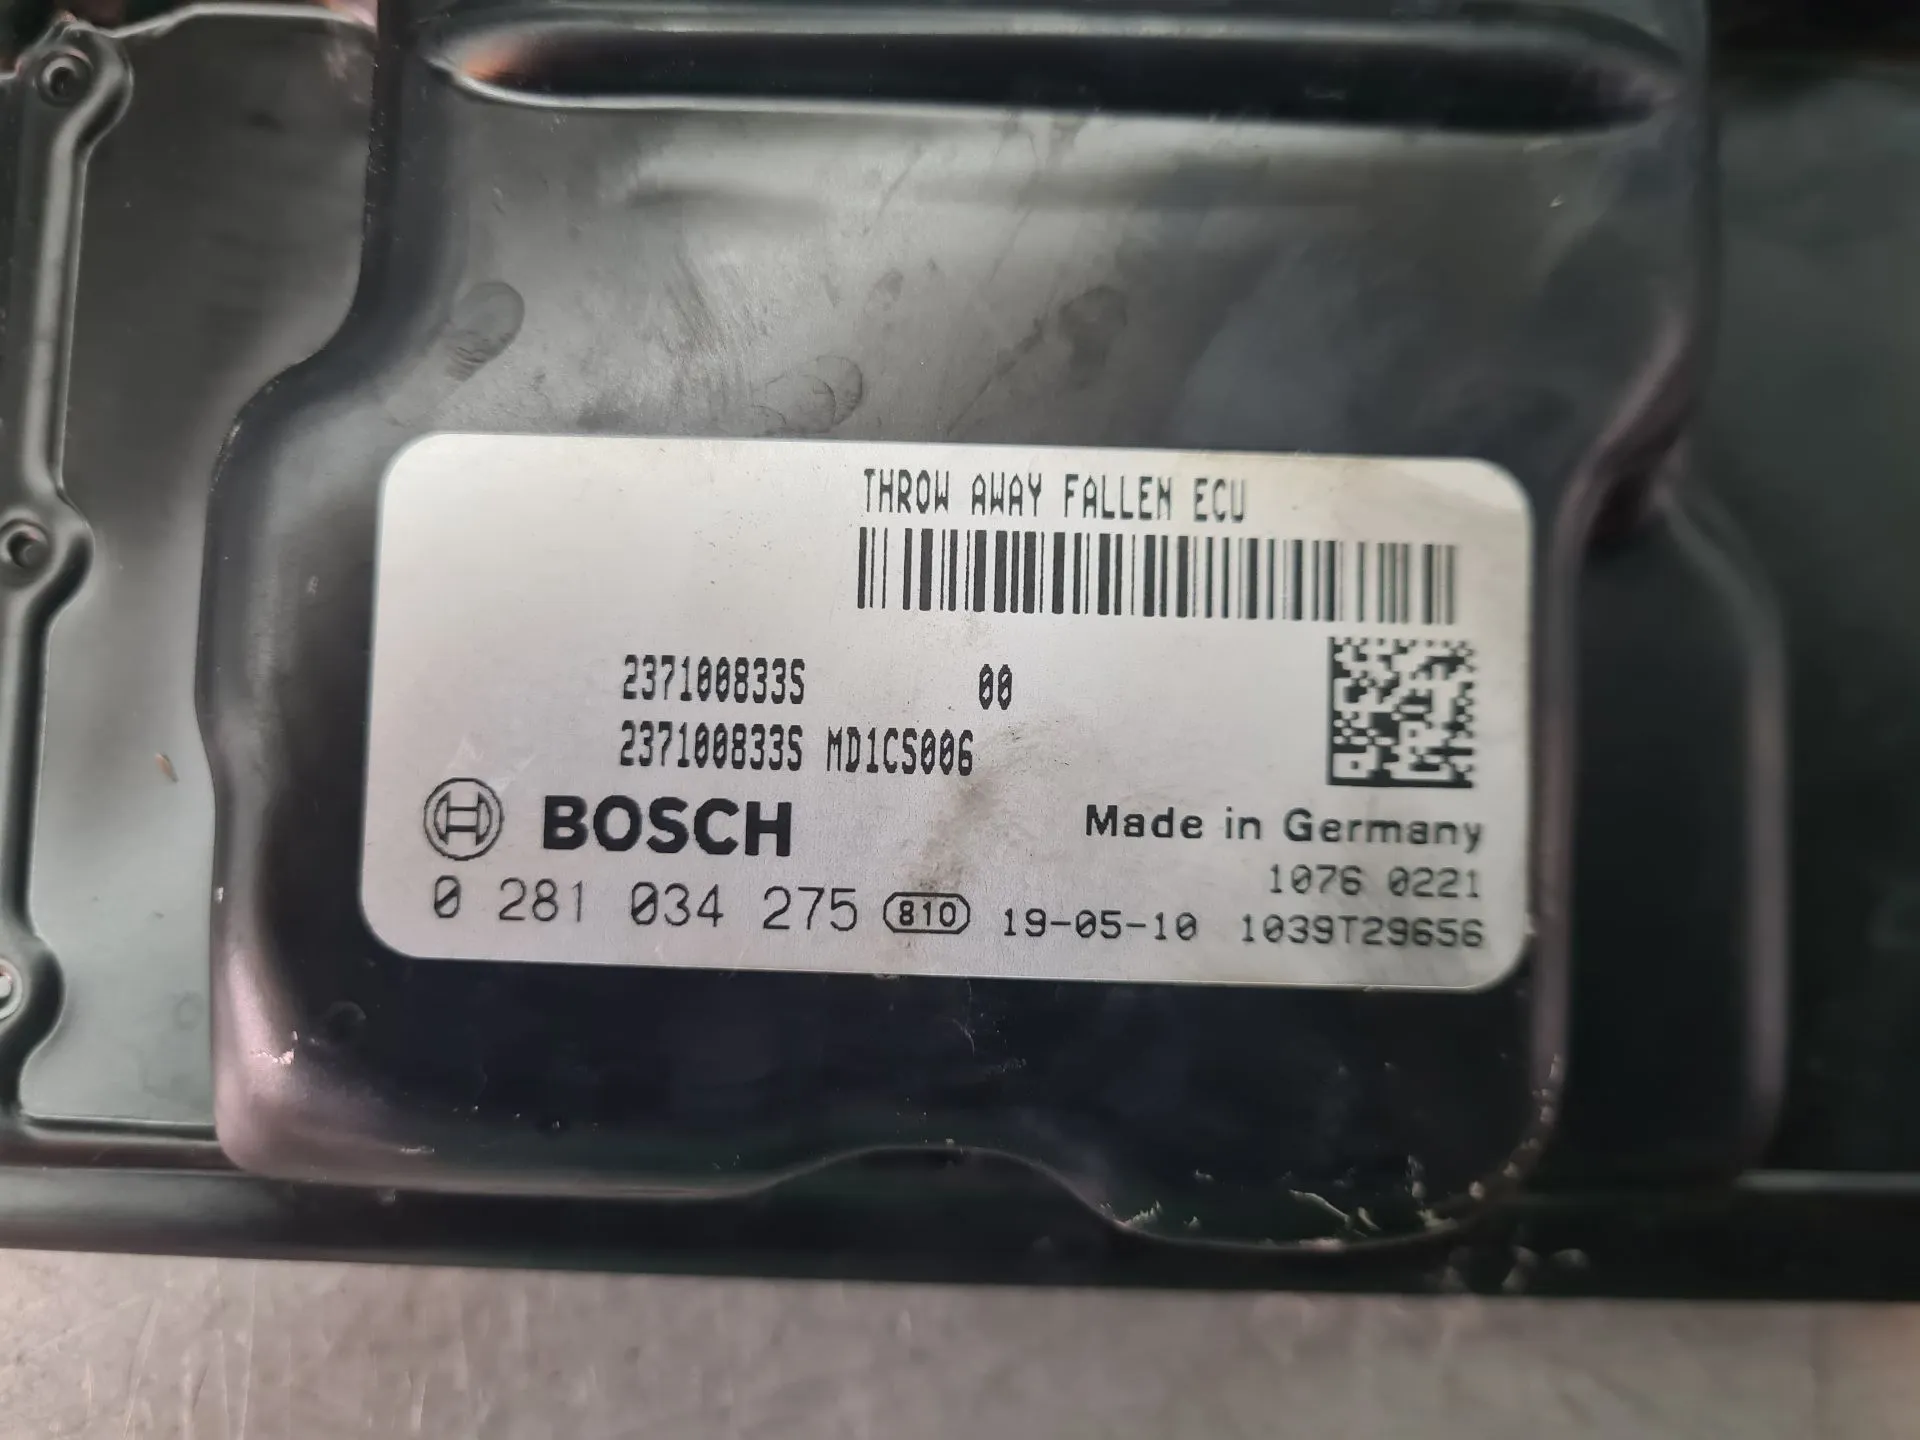 THROW AWAY FALLEN ECU
237100833S 00
237100833S MD1CS006
BOSCH
Made in Germany
1076 0221
0 281 034 275 810 19-05-10 1039T29656